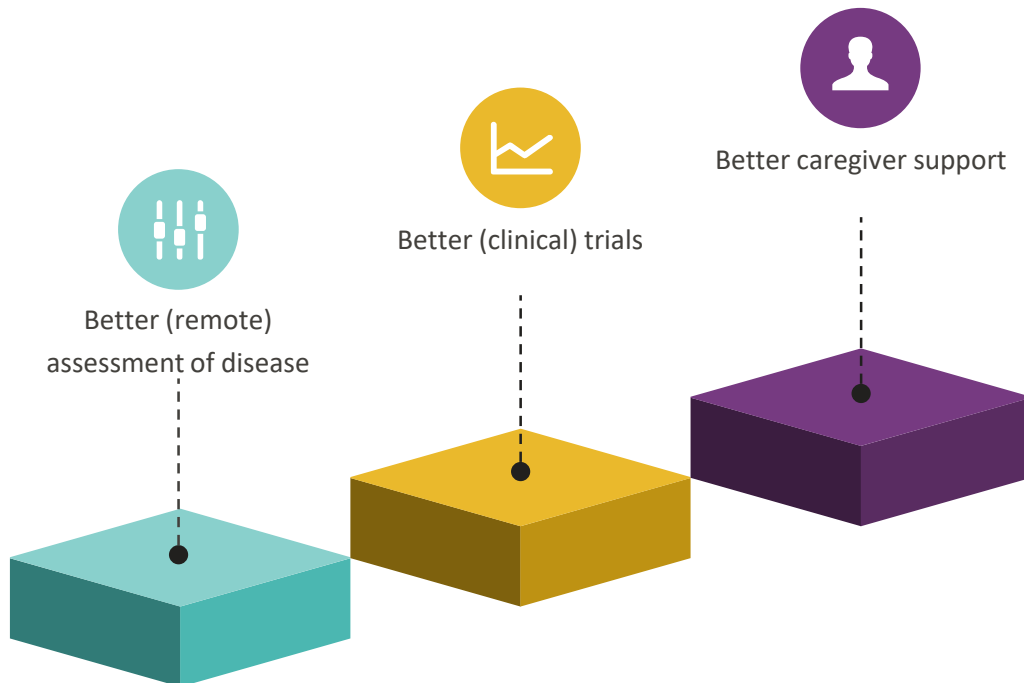 Better (remote)
assessment of disease
Better (clinical) trials
Better caregiver support